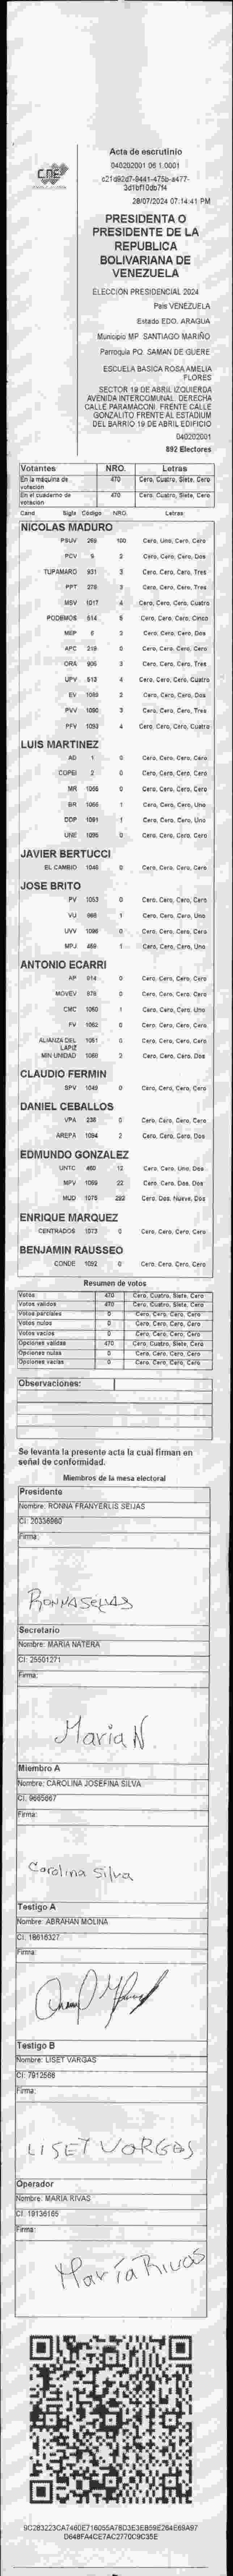 CNE
Acta de escrutinio
040202001 06 1.0001
c21d92d7-9441-475b-a477-
3d1bf10db7f4
28/07/2024 07:14:41 PM
PRESIDENTA O
PRESIDENTE DE LA
REPUBLICA
BOLIVARIANA DE
VENEZUELA
ELECCIÓN PRESIDENCIAL 2024
País VENEZUELA
Estado EDO. ARAGUA
Municipio MP. SANTIAGO MARIÑO
Parroquia PQ. SAMAN DE GUERE
ESCUELA BASICA ROSA AMELIA
FLORES
SECTOR 19 DE ABRIL IZQUIERDA
AVENIDA INTERCOMUNAL. DERECHA
CALLE PARAMACONI. FRENTE CALLE
GONZALITO FRENTE AL ESTADIUM
DEL BARRIO 19 DE ABRIL EDIFICIO
040202001
892 Electores
Votantes NRO. Letras
En la máquina de votación 470 Cero, Cuatro, Siete, Cero
En el cuaderno de votación 470 Cero, Cuatro, Siete, Cero
Cand Sigla Código NRO. Letras
NICOLAS MADURO
PSUV 269 100 Cero, Uno, Cero, Cero
PCV 9 2 Cero, Cero, Cero, Dos
TUPAMARO 931 3 Cero, Cero, Cero, Tres
PPT 278 3 Cero, Cero, Cero, Tres
MSV 1017 4 Cero, Cero, Cero, Cuatro
PODEMOS 514 5 Cero, Cero, Cero, Cinco
MEP 6 2 Cero, Cero, Cero, Dos
APC 219 0 Cero, Cero, Cero, Cero
ORA 906 3 Cero, Cero, Cero, Tres
UPV 513 4 Cero, Cero, Cero, Cuatro
EV 1089 2 Cero, Cero, Cero, Dos
PVV 1090 3 Cero, Cero, Cero, Tres
PFV 1093 4 Cero, Cero, Cero, Cuatro
LUIS MARTINEZ
AD 1 0 Cero, Cero, Cero, Cero
COPEI 2 0 Cero, Cero, Cero, Cero
MR 1056 0 Cero, Cero, Cero, Cero
BR 1066 1 Cero, Cero, Cero, Uno
DDP 1091 1 Cero, Cero, Cero, Uno
UNE 1095 0 Cero, Cero, Cero, Cero
JAVIER BERTUCCI
EL CAMBIO 1046 0 Cero, Cero, Cero, Cero
JOSE BRITO
PV 1053 0 Cero, Cero, Cero, Cero
VU 968 1 Cero, Cero, Cero, Uno
UVV 1096 0 Cero, Cero, Cero, Cero
MPJ 459 1 Cero, Cero, Cero, Uno
ANTONIO ECARRI
AP 914 0 Cero, Cero, Cero, Cero
MOVEV 978 0 Cero, Cero, Cero, Cero
CMC 1060 1 Cero, Cero, Cero, Uno
FV 1062 0 Cero, Cero, Cero, Cero
ALIANZA DEL LAPIZ 1051 0 Cero, Cero, Cero, Cero
MIN UNIDAD 1068 2 Cero, Cero, Cero, Dos
CLAUDIO FERMIN
SPV 1049 0 Cero, Cero, Cero, Cero
DANIEL CEBALLOS
VPA 238 0 Cero, Cero, Cero, Cero
AREPA 1094 2 Cero, Cero, Cero, Dos
EDMUNDO GONZALEZ
UNTC 460 12 Cero, Cero, Uno, Dos
MPV 1069 22 Cero, Cero, Dos, Dos
MUD 1075 292 Cero, Dos, Nueve, Dos
ENRIQUE MARQUEZ
CENTRADOS 1073 0 Cero, Cero, Cero, Cero
BENJAMIN RAUSSEO
CONDE 1092 0 Cero, Cero, Cero, Cero
Resumen de votos
Votos 470 Cero, Cuatro, Siete, Cero
Votos validos 470 Cero, Cuatro, Siete, Cero
Votos parciales 0 Cero, Cero, Cero, Cero
Votos nulos 0 Cero, Cero, Cero, Cero
Votos vacíos 0 Cero, Cero, Cero, Cero
Opciones validas 470 Cero, Cuatro, Siete, Cero
Opciones nulas 0 Cero, Cero, Cero, Cero
Opciones vacías 0 Cero, Cero, Cero, Cero
Observaciones:
Se levanta la presente acta la cual firman en
señal de conformidad.
Miembros de la mesa electoral
Presidente
Nombre: RONNA FRANYERLIS SEIJAS
CI: 20336960
Firma:
RONNA SEIJAS
Secretario
Nombre: MARIA NATERA
CI: 25501271
Firma:
Maria N
Miembro A
Nombre: CAROLINA JOSEFINA SILVA
CI: 9665667
Firma:
Carolina Silva
Testigo A
Nombre: ABRAHAN MOLINA
CI: 18616327
Firma:
Testigo B
Nombre: LISET VARGAS
CI: 7912568
Firma:
LISET VARGAS
Operador
Nombre: MARIA RIVAS
CI: 19136165
Firma:
María Rivas
9C283223CA7460E716055A76D3E3EB59E264E69A97
D648FA4CE7AC2770C9C35E